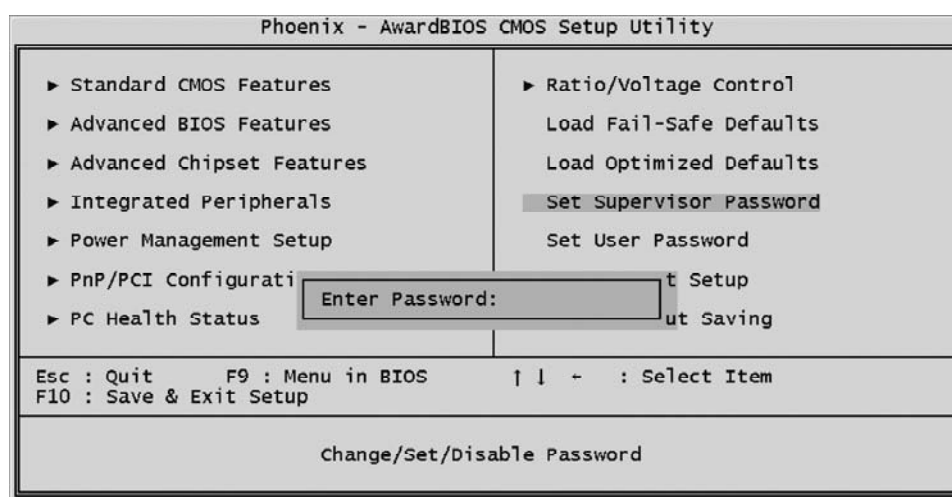 Phoenix - AwardBIOS CMOS Setup Utility
▶ Standard CMOS Features
▶ Advanced BIOS Features
▶ Advanced Chipset Features
▶ Integrated Peripherals
▶ Power Management Setup
▶ PnP/PCI Configurati
▶ PC Health Status
▶ Ratio/Voltage Control
Load Fail-Safe Defaults
Load Optimized Defaults
Set Supervisor Password
Set User Password
t Setup
ut Saving
Enter Password:
Esc : Quit F9 : Menu in BIOS ↑ ↓ ← : Select Item
F10 : Save & Exit Setup
Change/Set/Disable Password